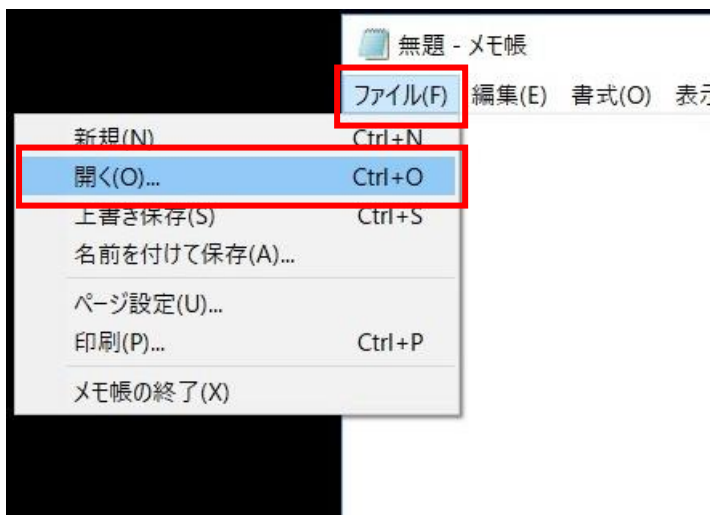 無題 - メモ帳
ファイル(F) 編集(E) 書式(O) 表示
新規(N) Ctrl+N
開く(O)... Ctrl+O
上書き保存(S) Ctrl+S
名前を付けて保存(A)...
ページ設定(U)...
印刷(P)... Ctrl+P
メモ帳の終了(X)